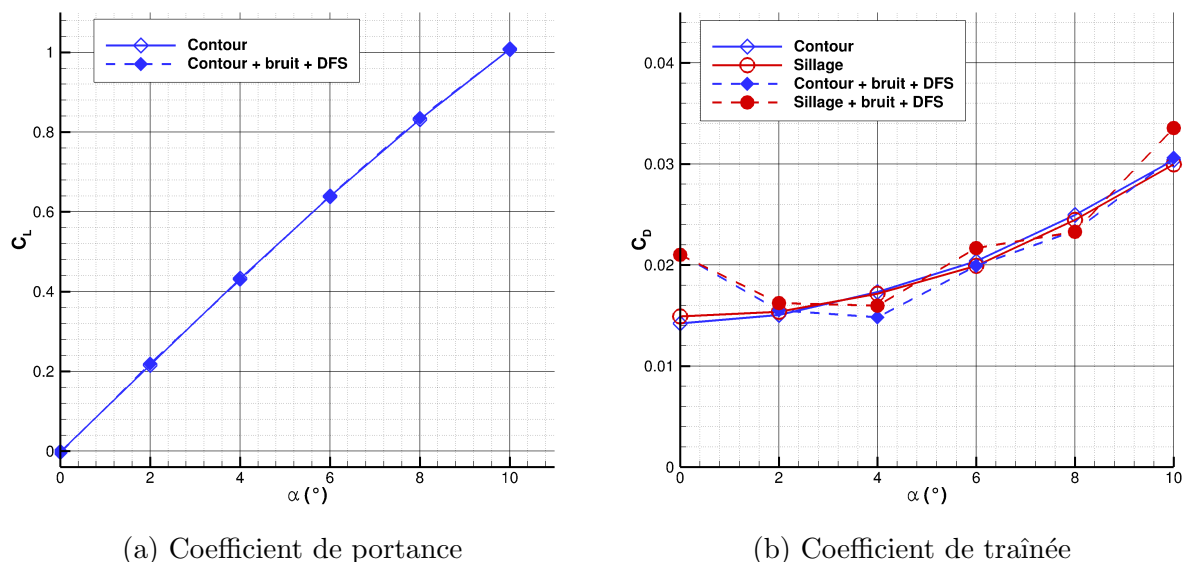 Contour
Contour + bruit + DFS
1
0.8
0.6
0.4
0.2
0
0 2 4 6 8 10
C_L
α (°)
Contour
Sillage
Contour + bruit + DFS
Sillage + bruit + DFS
0.04
0.03
0.02
0.01
0
0 2 4 6 8 10
C_D
α (°)
(a) Coefficient de portance
(b) Coefficient de traînée